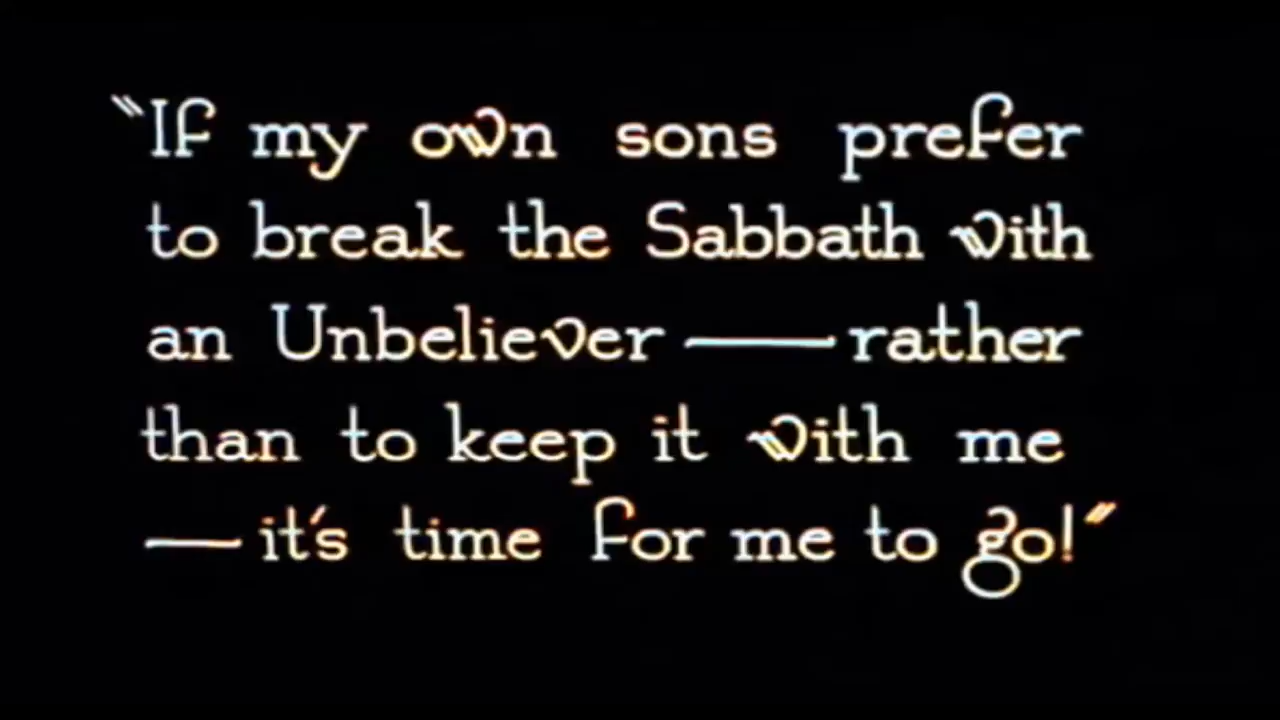 "If my own sons prefer
to break the Sabbath with
an Unbeliever — rather
than to keep it with me
— it's time for me to go!"